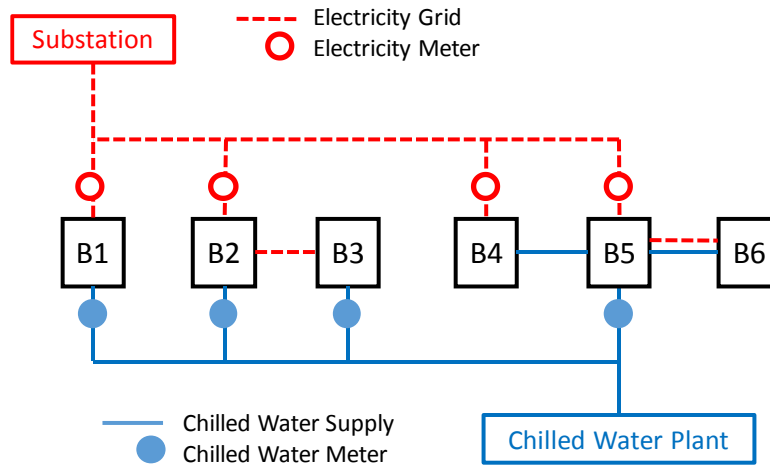 Substation
Electricity Grid
Electricity Meter
B1
B2
B3
B4
B5
B6
Chilled Water Supply
Chilled Water Meter
Chilled Water Plant